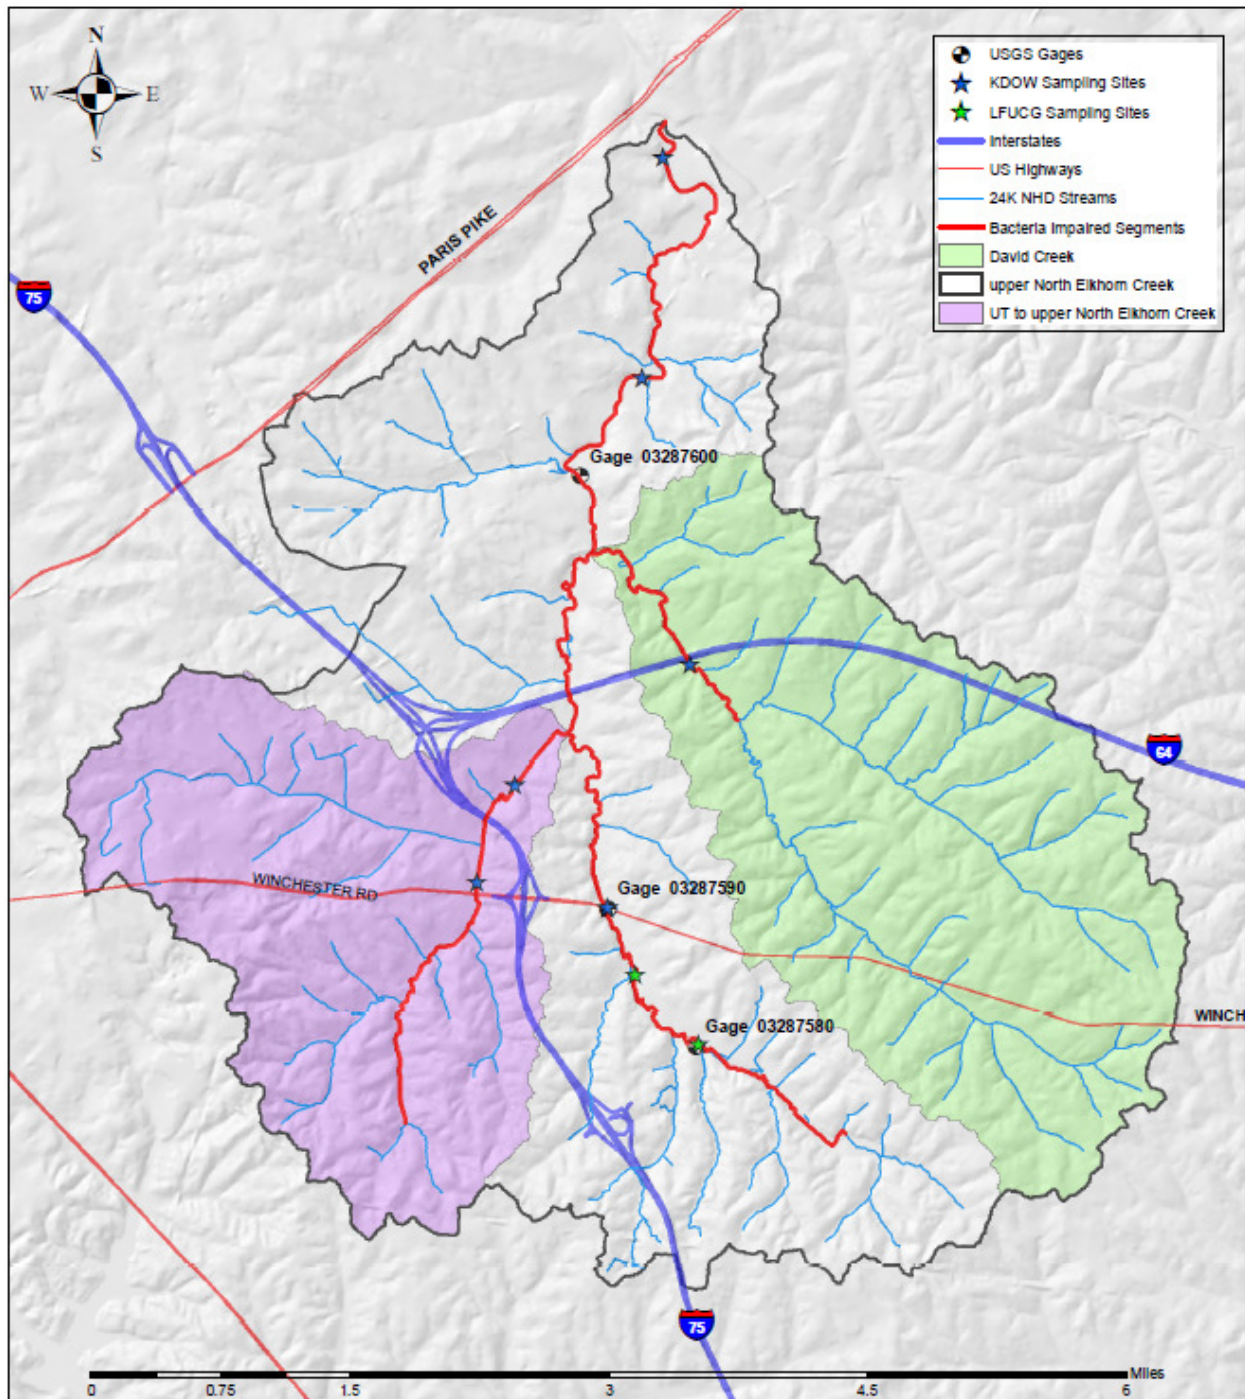 N
W E
S
USGS Gages
KDOW Sampling Sites
LFUCG Sampling Sites
Interstates
US Highways
24K NHD Streams
Bacteria Impaired Segments
David Creek
upper North Elkhorn Creek
UT to upper North Elkhorn Creek
PARIS PIKE
75
Gage 03287600
64
WINCHESTER RD
Gage 03287590
WINCH
Gage 03287580
75
Miles
0 0.75 1.5 3 4.5 6